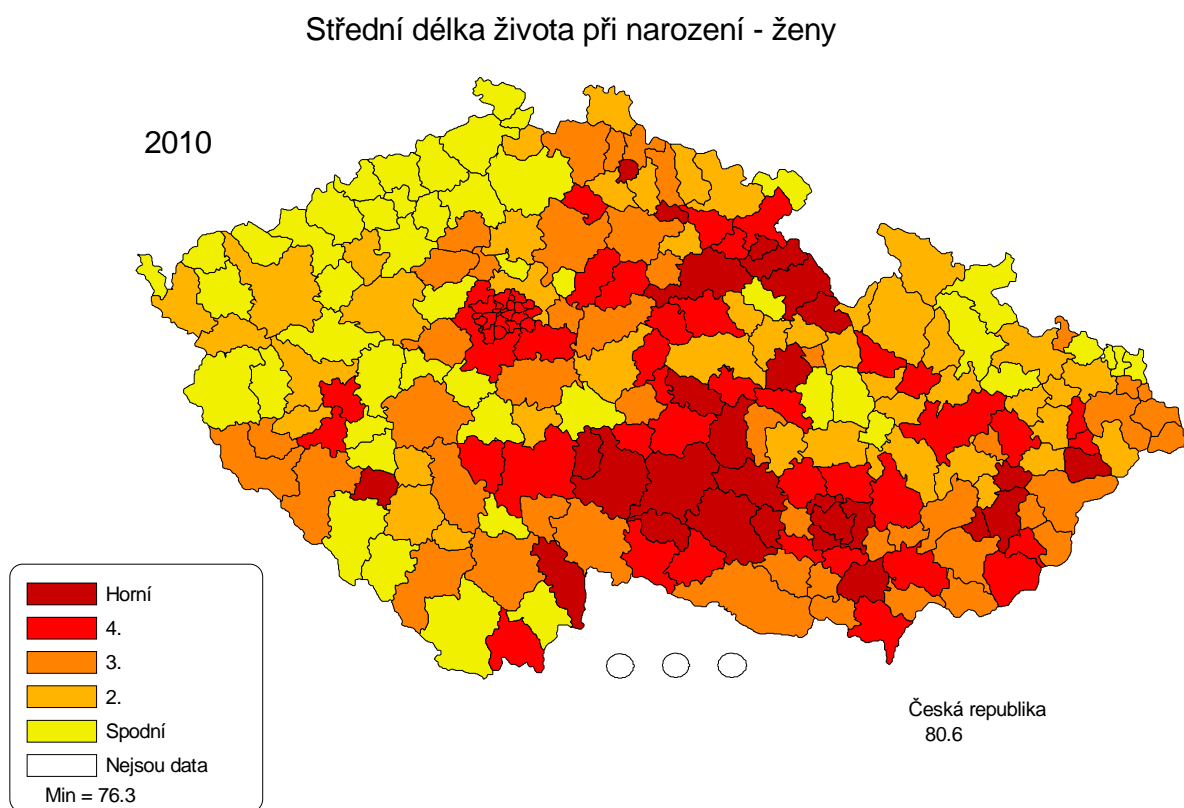 Střední délka života při narození - ženy
2010
Horní
4.
3.
2.
Spodní
Nejsou data
Min = 76.3
Česká republika
80.6